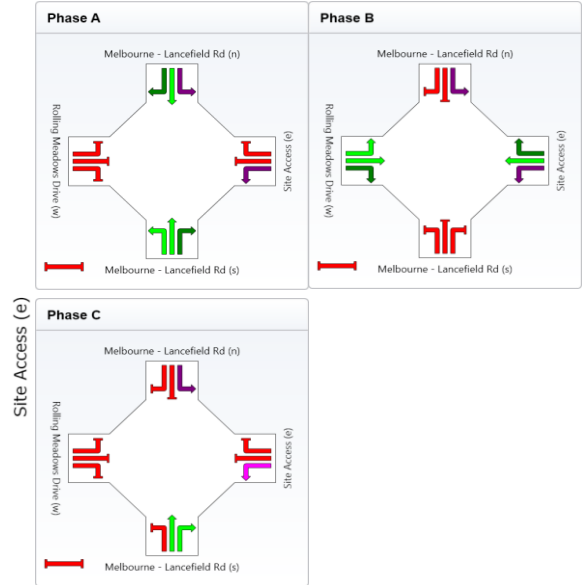 Phase A
Melbourne - Lancefield Rd (n)
Rolling Meadows Drive (w)
Site Access (e)
Melbourne - Lancefield Rd (s)
Phase B
Melbourne - Lancefield Rd (n)
Rolling Meadows Drive (w)
Site Access (e)
Melbourne - Lancefield Rd (s)
Site Access (e)
Phase C
Melbourne - Lancefield Rd (n)
Rolling Meadows Drive (w)
Site Access (e)
Melbourne - Lancefield Rd (s)